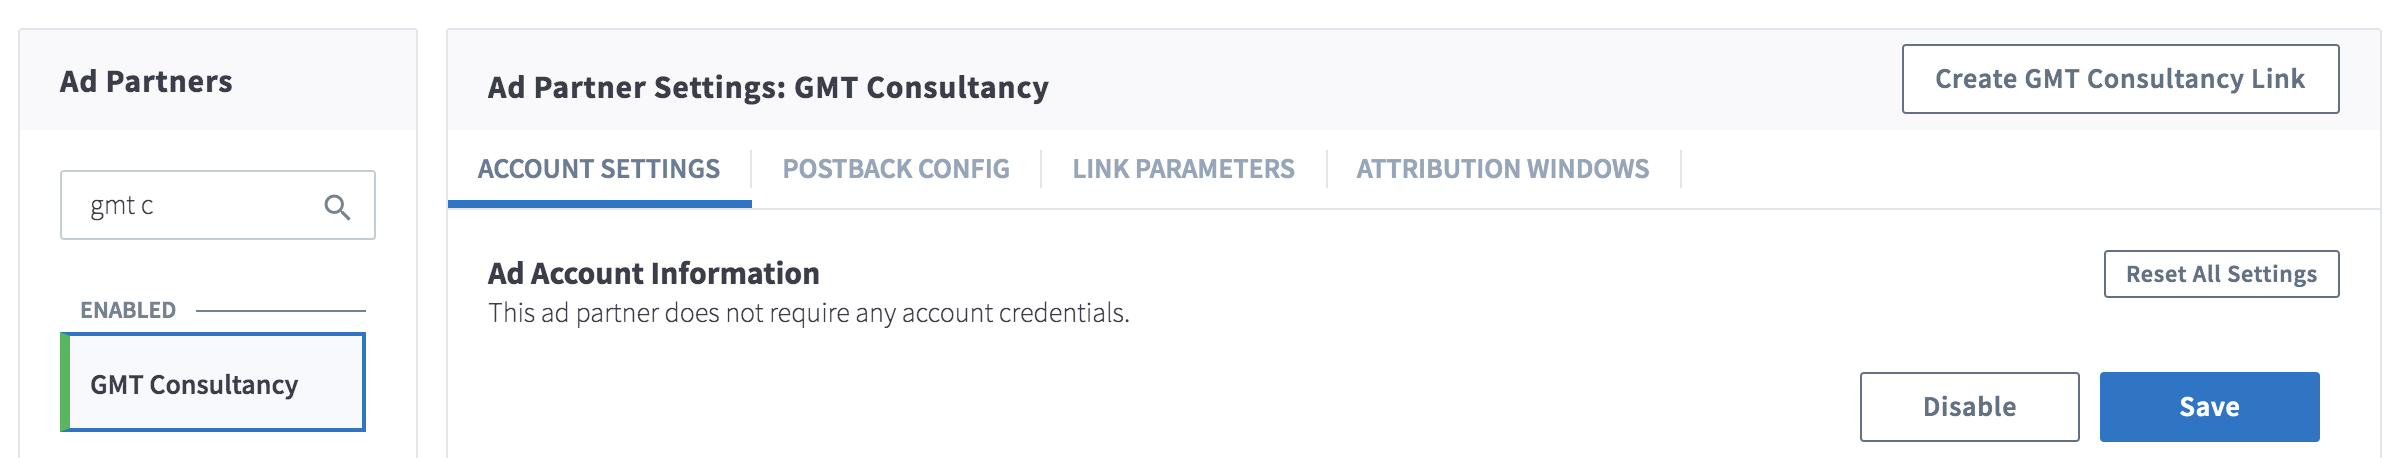 Ad Partners
gmt c
ENABLED
GMT Consultancy
Ad Partner Settings: GMT Consultancy
Create GMT Consultancy Link
ACCOUNT SETTINGS
POSTBACK CONFIG
LINK PARAMETERS
ATTRIBUTION WINDOWS
Ad Account Information
This ad partner does not require any account credentials.
Reset All Settings
Disable
Save